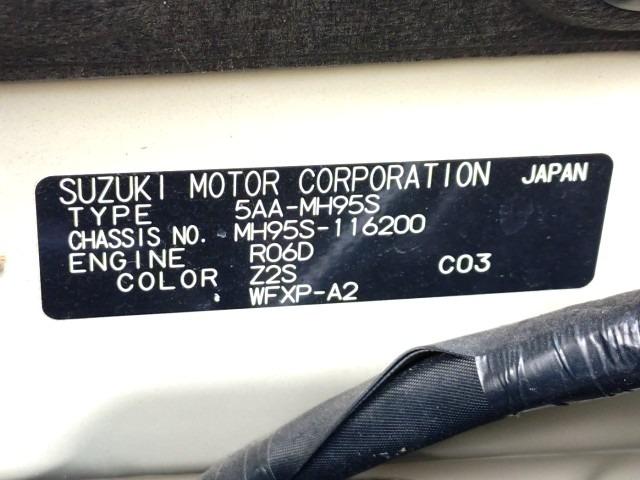 SUZUKI MOTOR CORPORATION JAPAN
TYPE 5AA-MH95S
CHASSIS NO. MH95S-116200
ENGINE R06D
COLOR Z2S C03
WFXP-A2